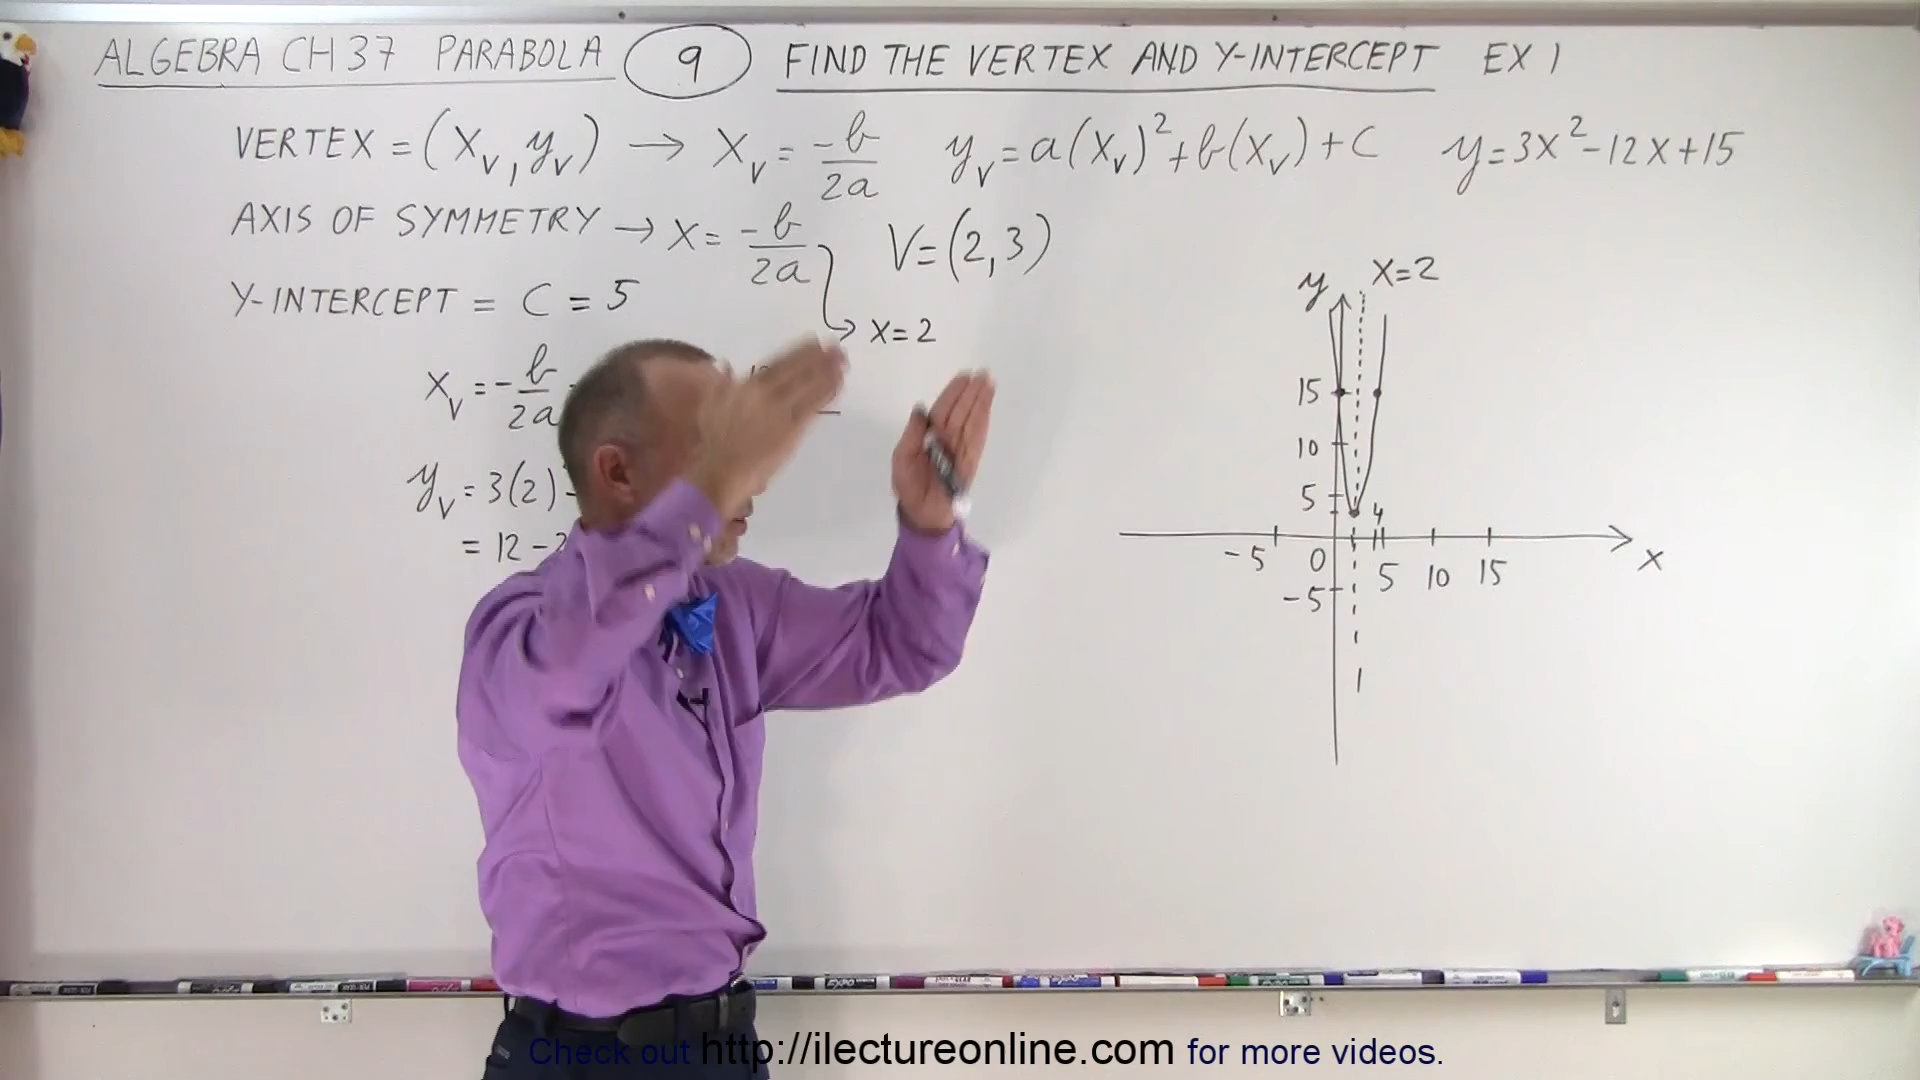 ALGEBRA CH 37 PARABOLA 9 FIND THE VERTEX AND Y-INTERCEPT EX 1
VERTEX = (Xv, yv) → Xv = -b/2a yv = a(Xv)² + b(Xv) + C y = 3X² - 12X + 15
AXIS OF SYMMETRY → X = -b/2a V = (2, 3)
Y-INTERCEPT = C = 5
→ X = 2
Xv = -b/2a
yv = 3(2)
= 12 -
y X=2
15
10
5 4
-5 0 5 10 15 X
-5
Check out http://ilectureonline.com for more videos.